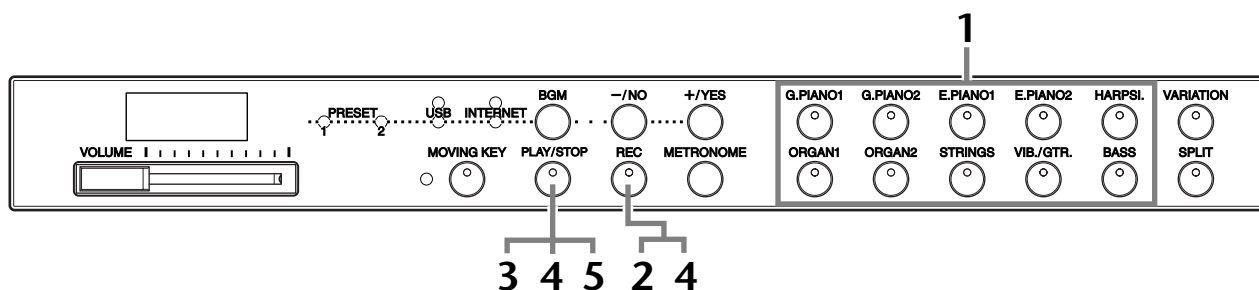 1
BGM −/NO +/YES G.PIANO1 G.PIANO2 E.PIANO1 E.PIANO2 HARPSI. VARIATION
PRESET USB INTERNET
1 2
VOLUME MOVING KEY PLAY/STOP REC METRONOME ORGAN1 ORGAN2 STRINGS VIB./GTR. BASS SPLIT
3 4 5 2 4